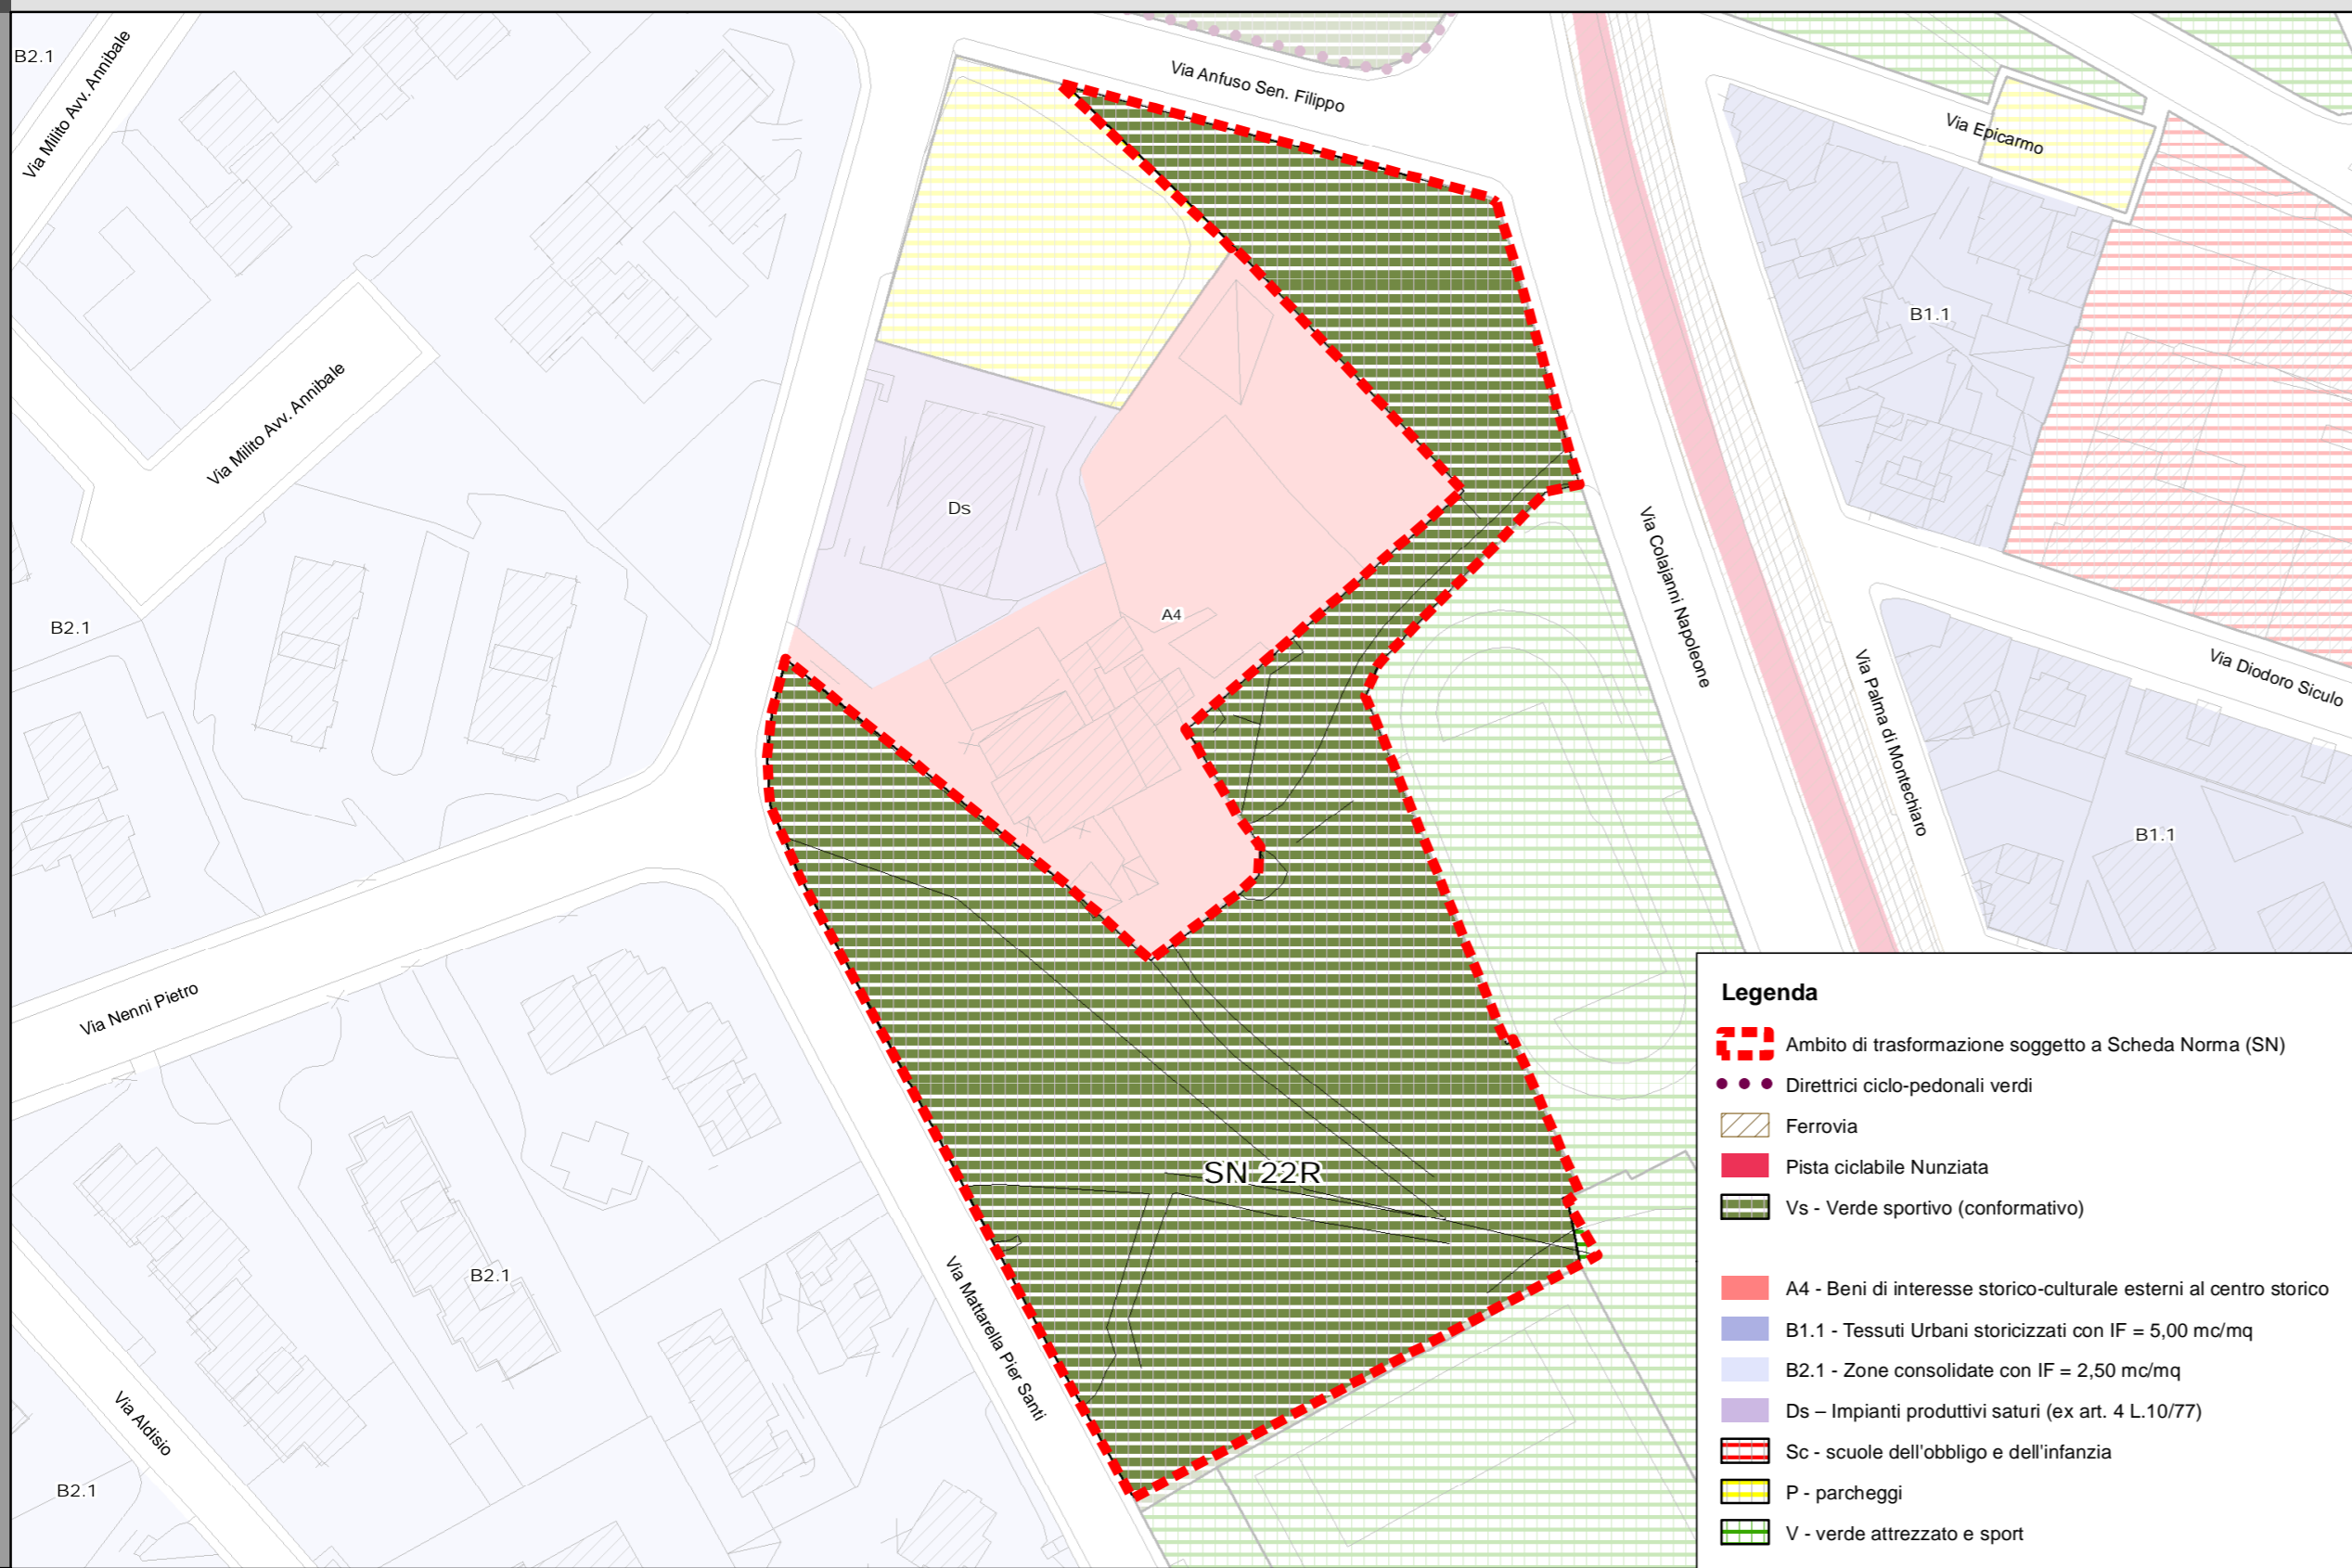 B2.1
Via Milito Avv. Annibale
Via Anfuso Sen. Filippo
Via Epicarmo
B1.1
Via Milito Avv. Annibale
Ds
A4
B2.1
Via Colajanni Napoleone
Via Palma di Montechiaro
Via Diodoro Siculo
B1.1
Via Nenni Pietro
SN 22R
B2.1
Via Mattarella Pier Santi
Via Aldisio
B2.1
Legenda
Ambito di trasformazione soggetto a Scheda Norma (SN)
Direttrici ciclo-pedonali verdi
Ferrovia
Pista ciclabile Nunziata
Vs - Verde sportivo (conformativo)
A4 - Beni di interesse storico-culturale esterni al centro storico
B1.1 - Tessuti Urbani storicizzati con IF = 5,00 mc/mq
B2.1 - Zone consolidate con IF = 2,50 mc/mq
Ds – Impianti produttivi saturi (ex art. 4 L.10/77)
Sc - scuole dell'obbligo e dell'infanzia
P - parcheggi
V - verde attrezzato e sport